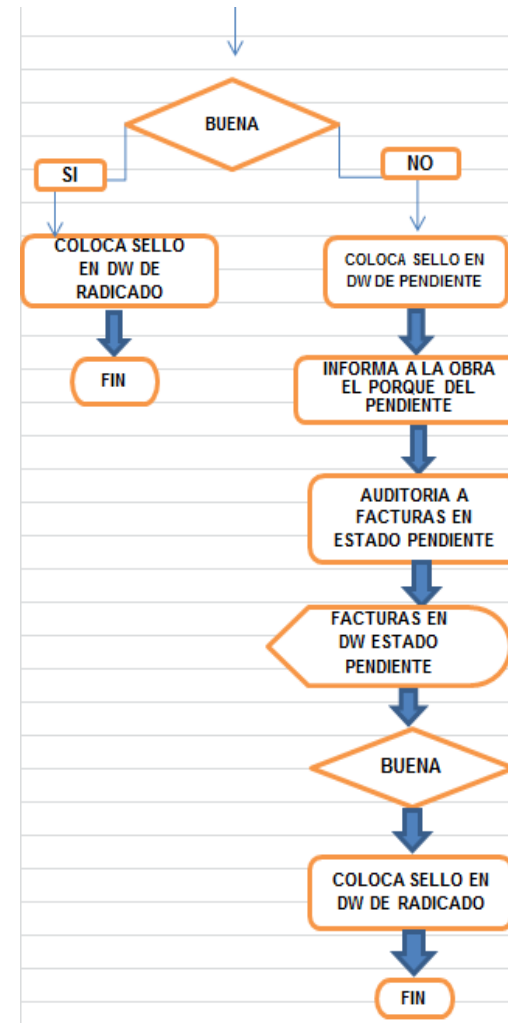 BUENA
SI
NO
COLOCA SELLO
EN DW DE
RADICADO
COLOCA SELLO EN
DW DE PENDIENTE
FIN
INFORMA A LA OBRA
EL PORQUE DEL
PENDIENTE
AUDITORIA A
FACTURAS EN
ESTADO PENDIENTE
FACTURAS EN
DW ESTADO
PENDIENTE
BUENA
COLOCA SELLO EN
DW DE RADICADO
FIN